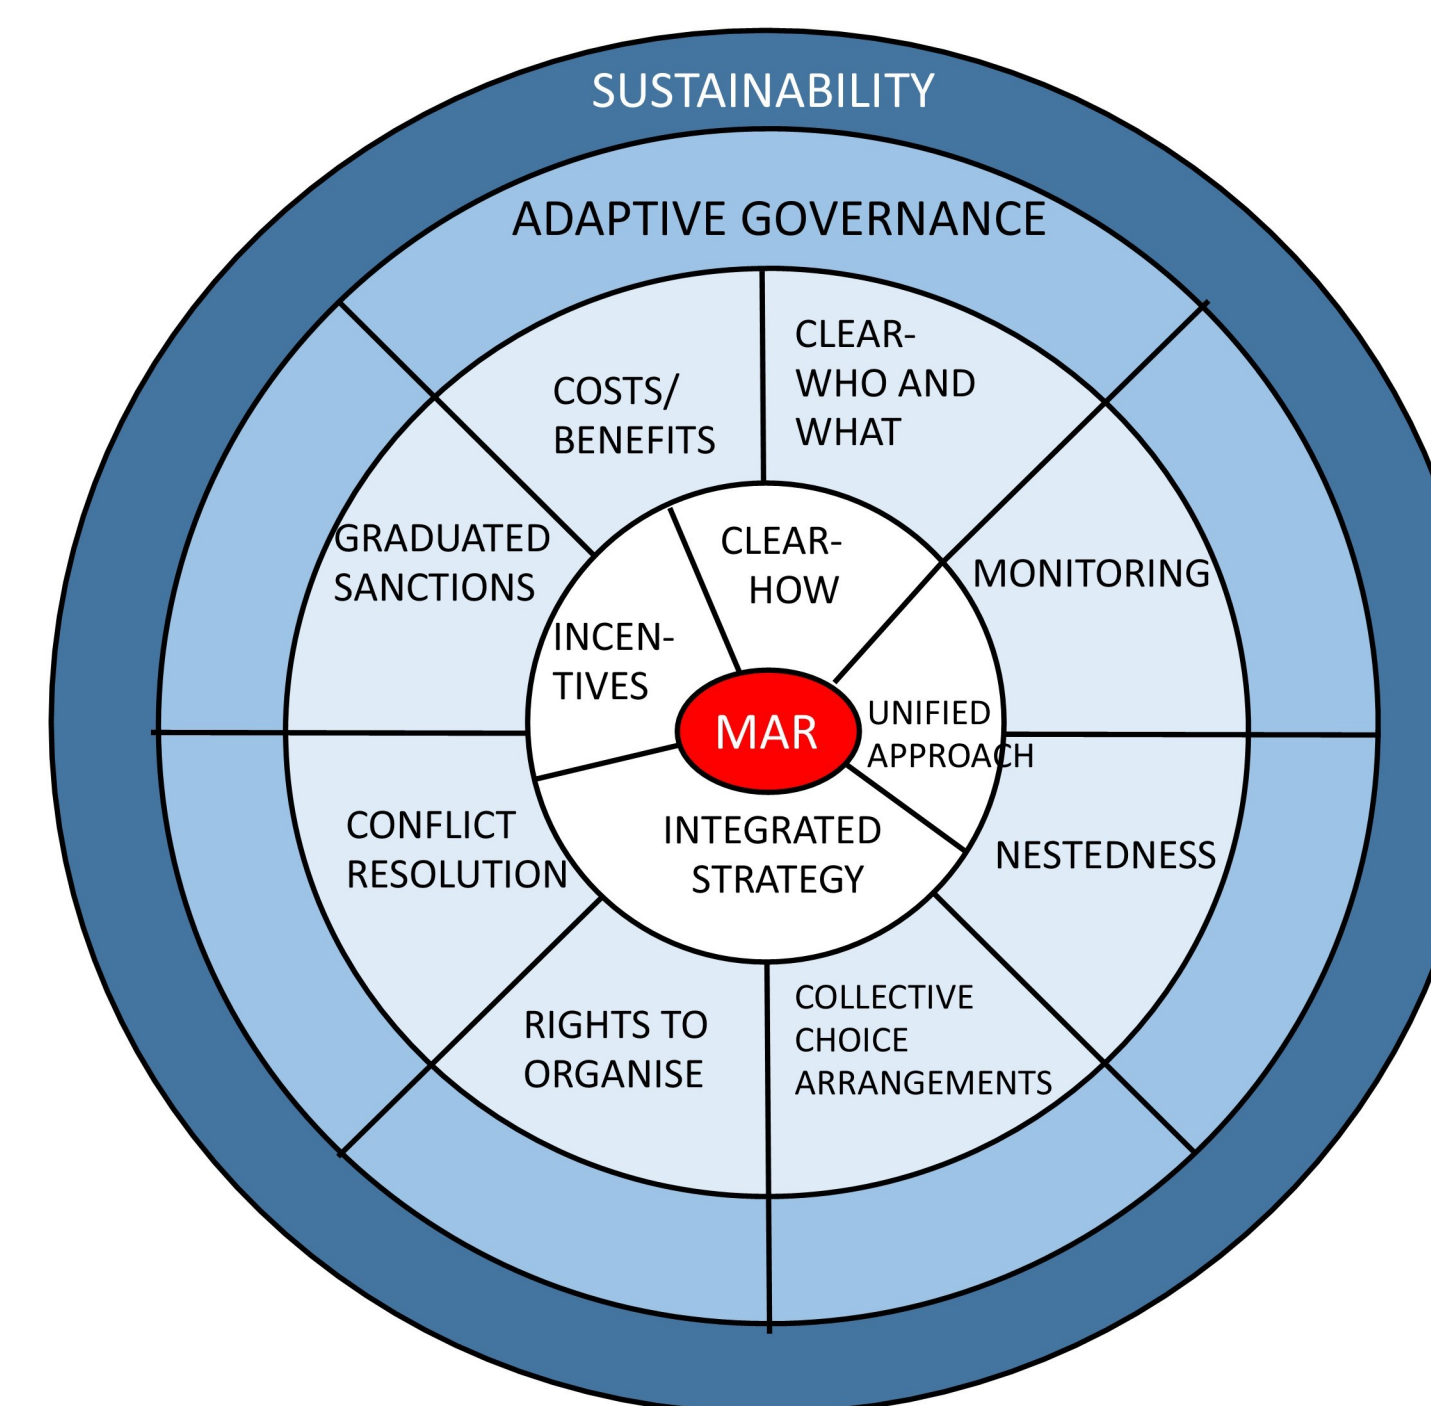 SUSTAINABILITY
ADAPTIVE GOVERNANCE
COSTS/
BENEFITS
CLEAR-
WHO AND
WHAT
GRADUATED
SANCTIONS
CLEAR-
HOW
MONITORING
INCEN-
TIVES
MAR
UNIFIED
APPROACH
CONFLICT
RESOLUTION
INTEGRATED
STRATEGY
NESTEDNESS
RIGHTS TO
ORGANISE
COLLECTIVE
CHOICE
ARRANGEMENTS